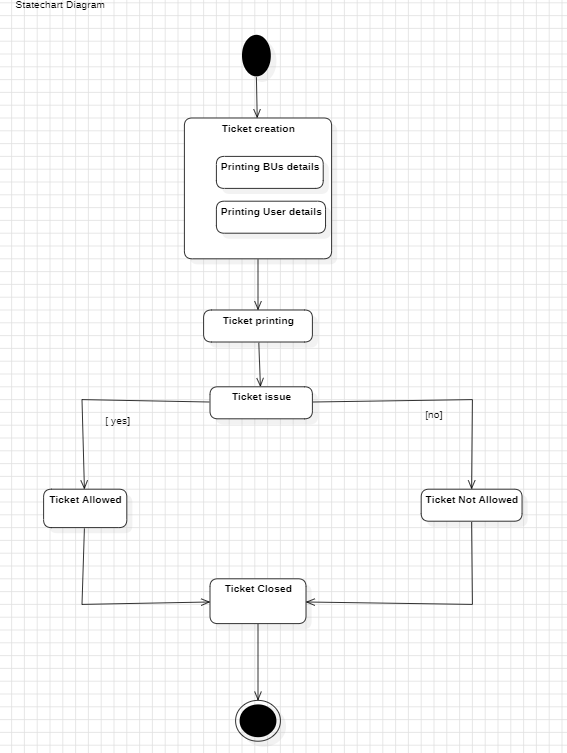 Statechart Diagram
Ticket creation
Printing BUs details
Printing User details
Ticket printing
Ticket issue
[ yes]
[no]
Ticket Allowed
Ticket Not Allowed
Ticket Closed